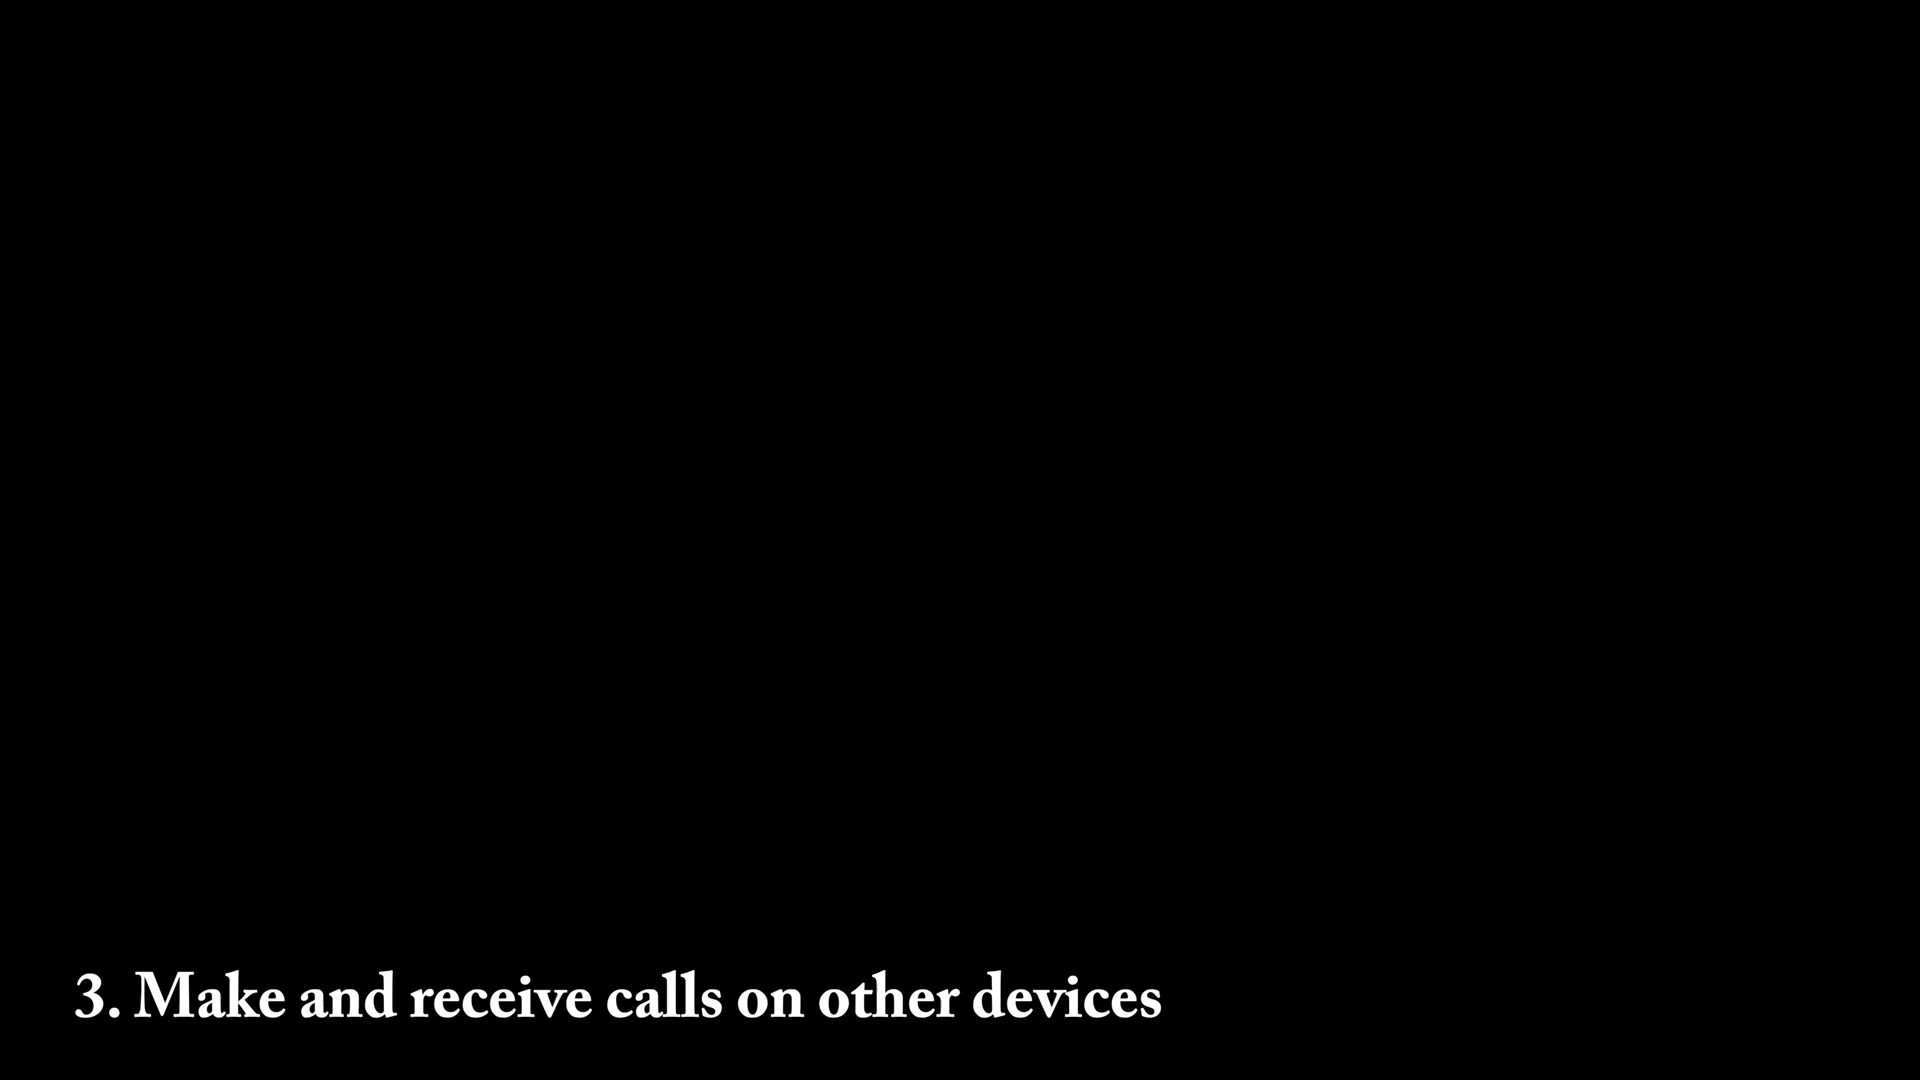 3. Make and receive calls on other devices